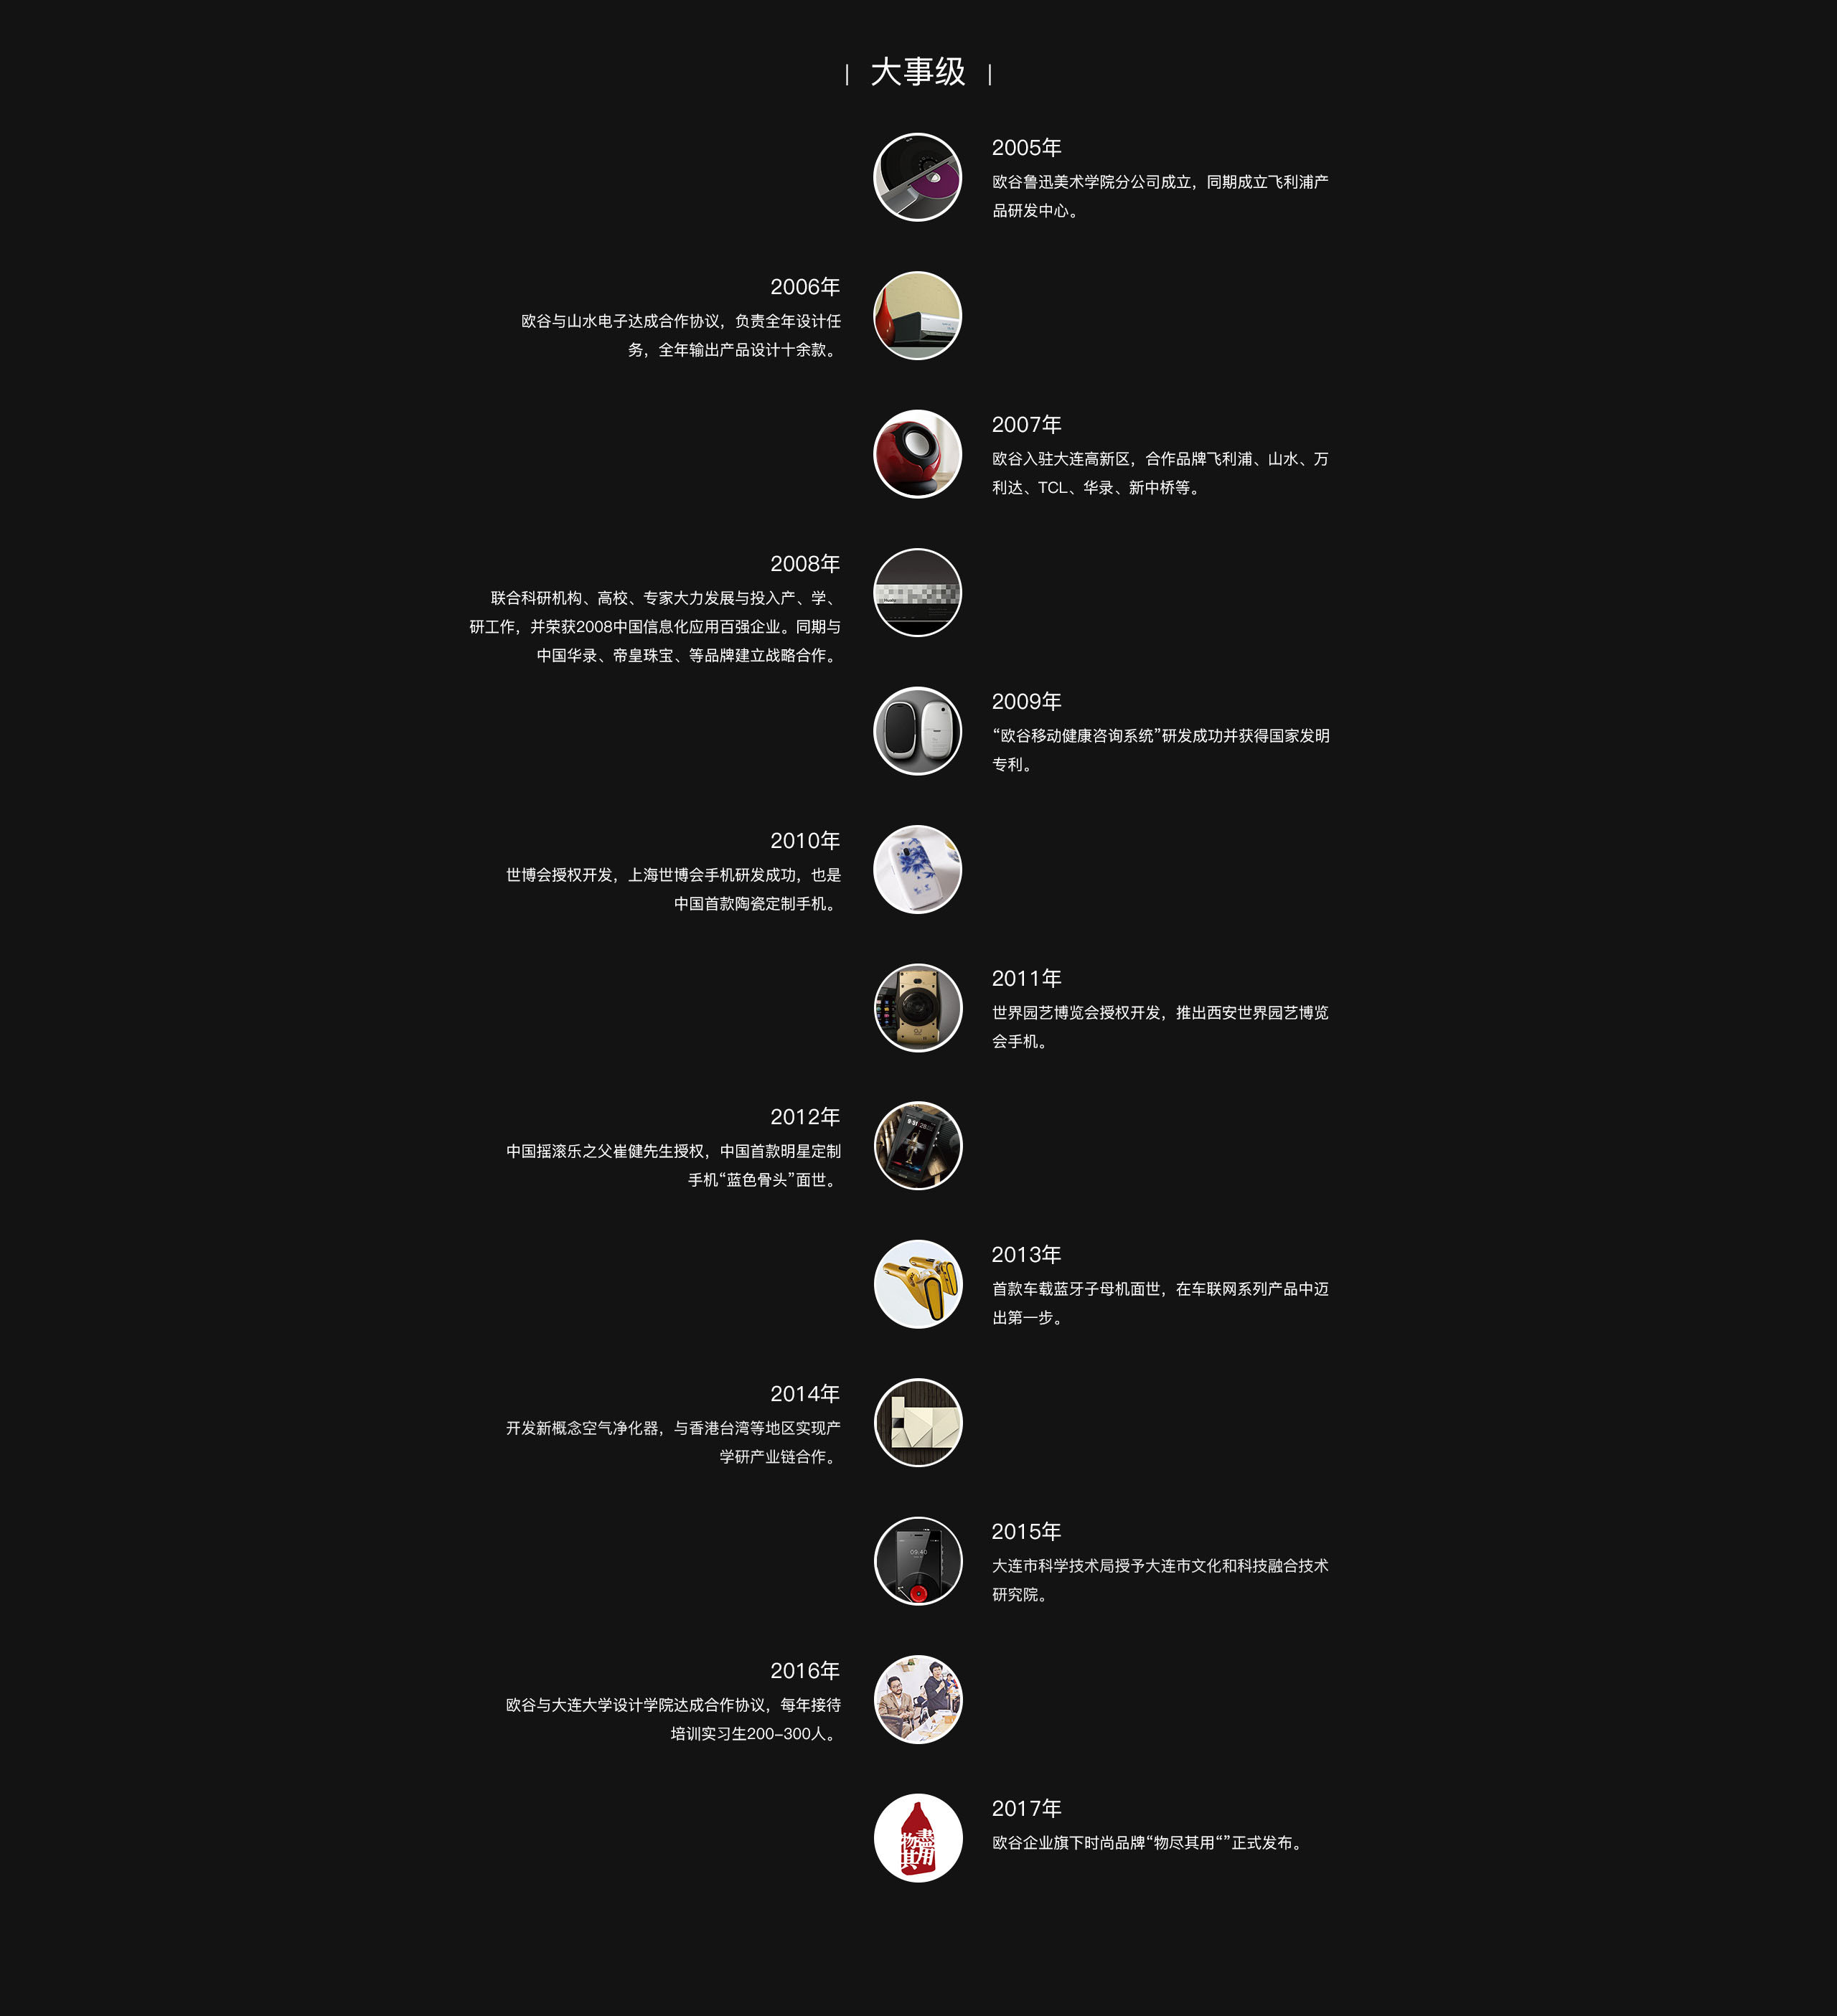 大事级
2005年
欧谷鲁迅美术学院分公司成立，同期成立飞利浦产
品研发中心。
2006年
欧谷与山水电子达成合作协议，负责全年设计任
务，全年输出产品设计十余款。
2007年
欧谷入驻大连高新区，合作品牌飞利浦、山水、万
利达、TCL、华录、新中桥等。
2008年
联合科研机构、高校、专家大力发展与投入产、学、
研工作，并荣获2008中国信息化应用百强企业。同期与
中国华录、帝皇珠宝、等品牌建立战略合作。
2009年
“欧谷移动健康咨询系统”研发成功并获得国家发明
专利。
2010年
世博会授权开发，上海世博会手机研发成功，也是
中国首款陶瓷定制手机。
2011年
世界园艺博览会授权开发，推出西安世界园艺博览
会手机。
2012年
中国摇滚乐之父崔健先生授权，中国首款明星定制
手机“蓝色骨头”面世。
2013年
首款车载蓝牙子母机面世，在车联网系列产品中迈
出第一步。
2014年
开发新概念空气净化器，与香港台湾等地区实现产
学研产业链合作。
2015年
09:40
大连市科学技术局授予大连市文化和科技融合技术
研究院。
2016年
欧谷与大连大学设计学院达成合作协议，每年接待
培训实习生200-300人。
2017年
欧谷企业旗下时尚品牌“物尽其用“”正式发布。
物盡
其用